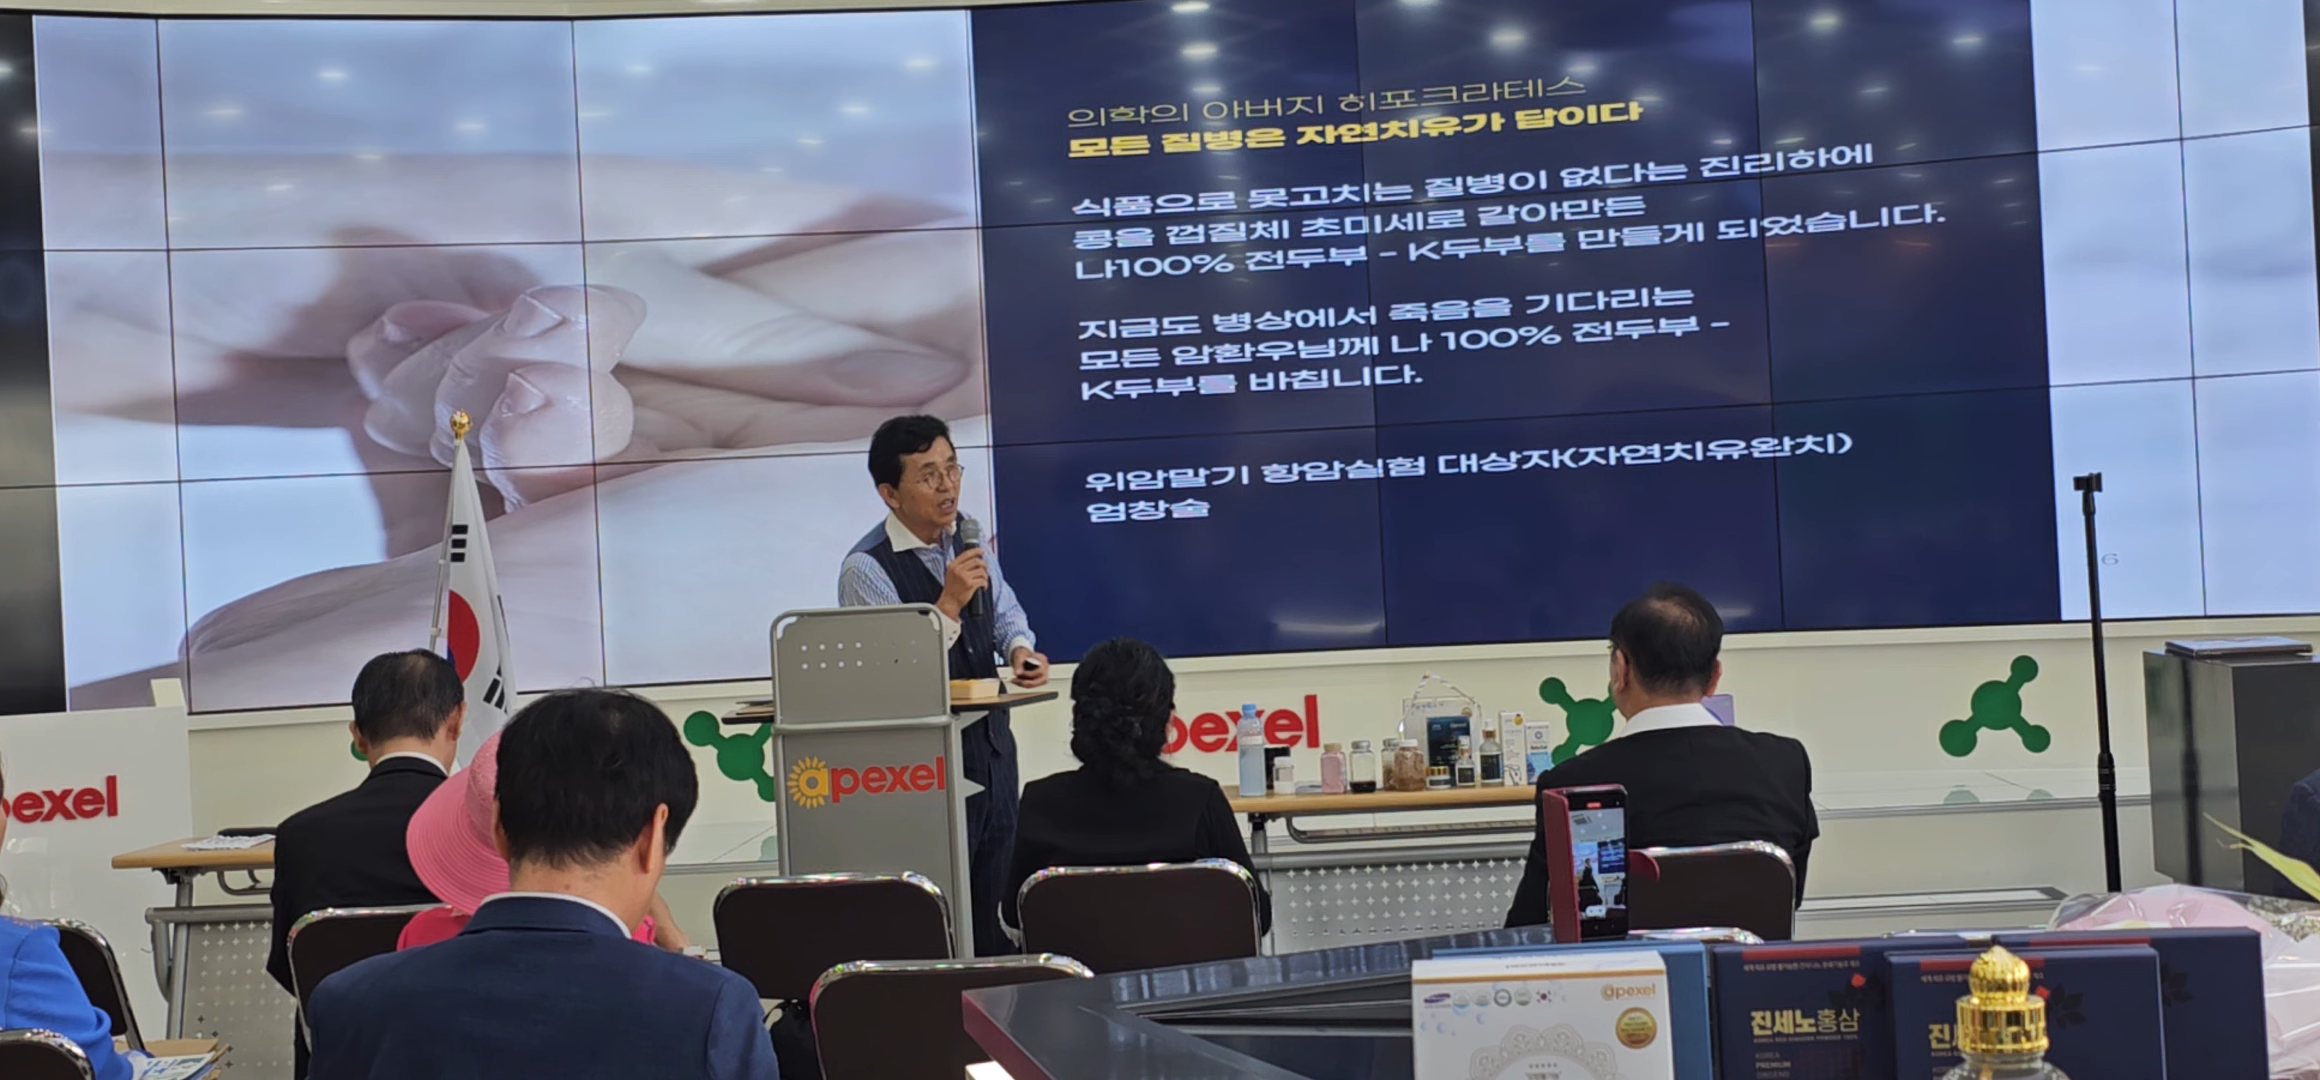 의학의 아버지 히포크라테스
모든 질병은 자연치유가 답이다
식품으로 못고치는 질병이 없다는 진리하에
콩을 껍질체 초미세로 갈아만든
나100% 전두부 - K두부를 만들게 되었습니다.
지금도 병상에서 죽음을 기다리는
모든 암환우님께 나 100% 전두부 -
K두부를 바칩니다.
위암말기 항암실험 대상자(자연치유완치)
엄창술
6
apexel
pexel
exel
apexel
진세노홍삼
KOREA
PREMIUM
진